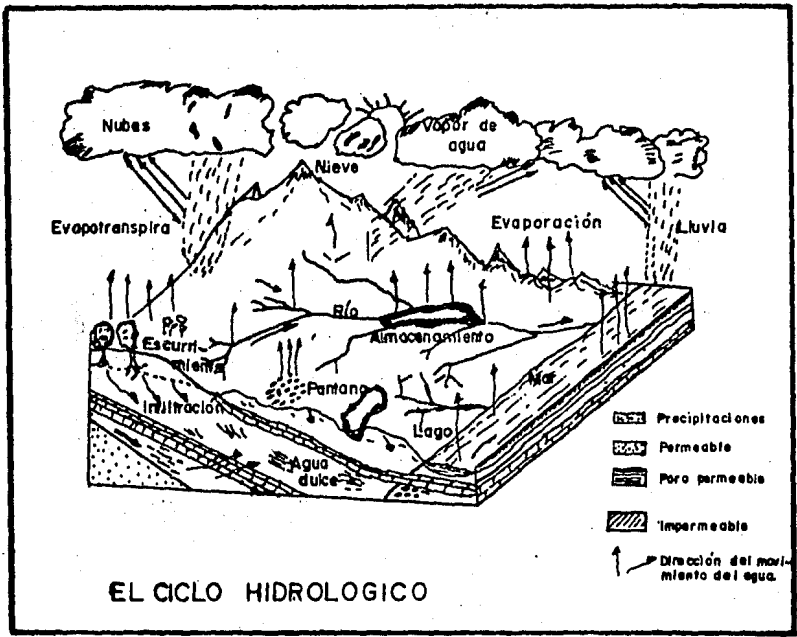 Nubes
Vapor de
agua
Nieve
Evapotranspira
Evaporación
Lluvia
Río
Almacenamiento
Escurri-
miento
Pantano
Mar
Infiltración
Lago
Agua
dulce
Precipitaciones
Permeable
Poro permeable
Impermeable
Dirección del movi-
miento del agua.
EL CICLO HIDROLOGICO